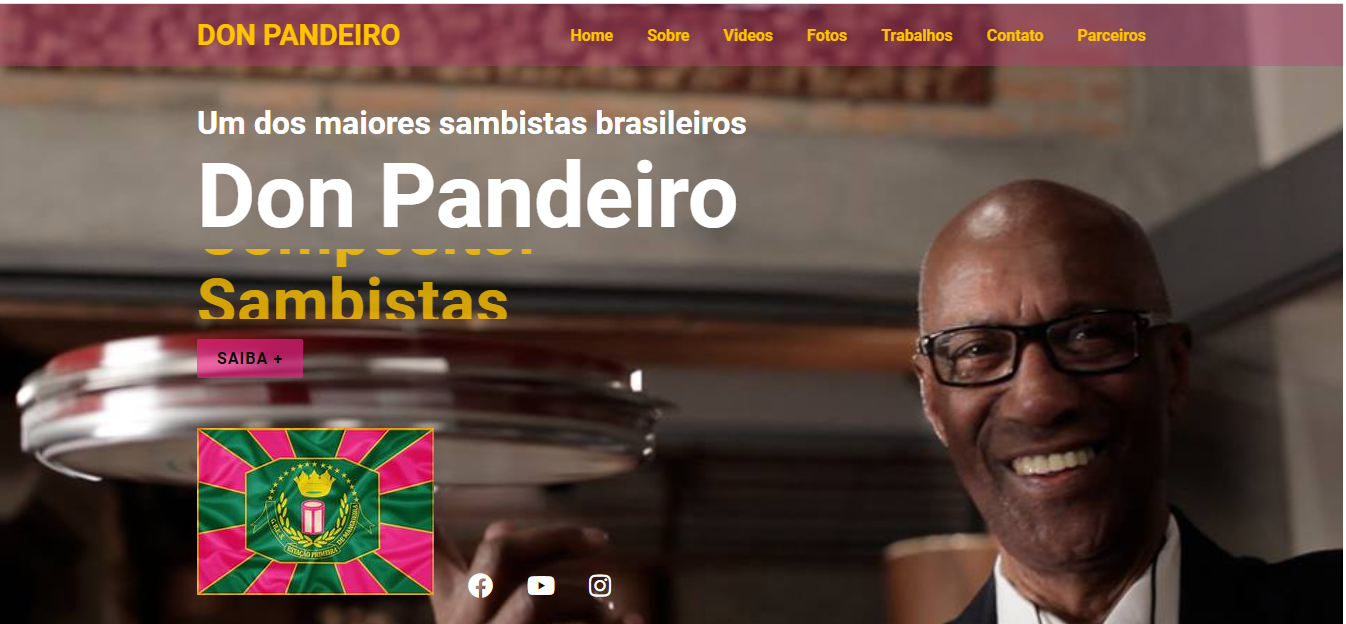 DON PANDEIRO
Home Sobre Videos Fotos Trabalhos Contato Parceiros
Um dos maiores sambistas brasileiros
Don Pandeiro
Compositor
Sambistas
SAIBA +
G.R.E.S. ESTAÇÃO PRIMEIRA DE MANGUEIRA